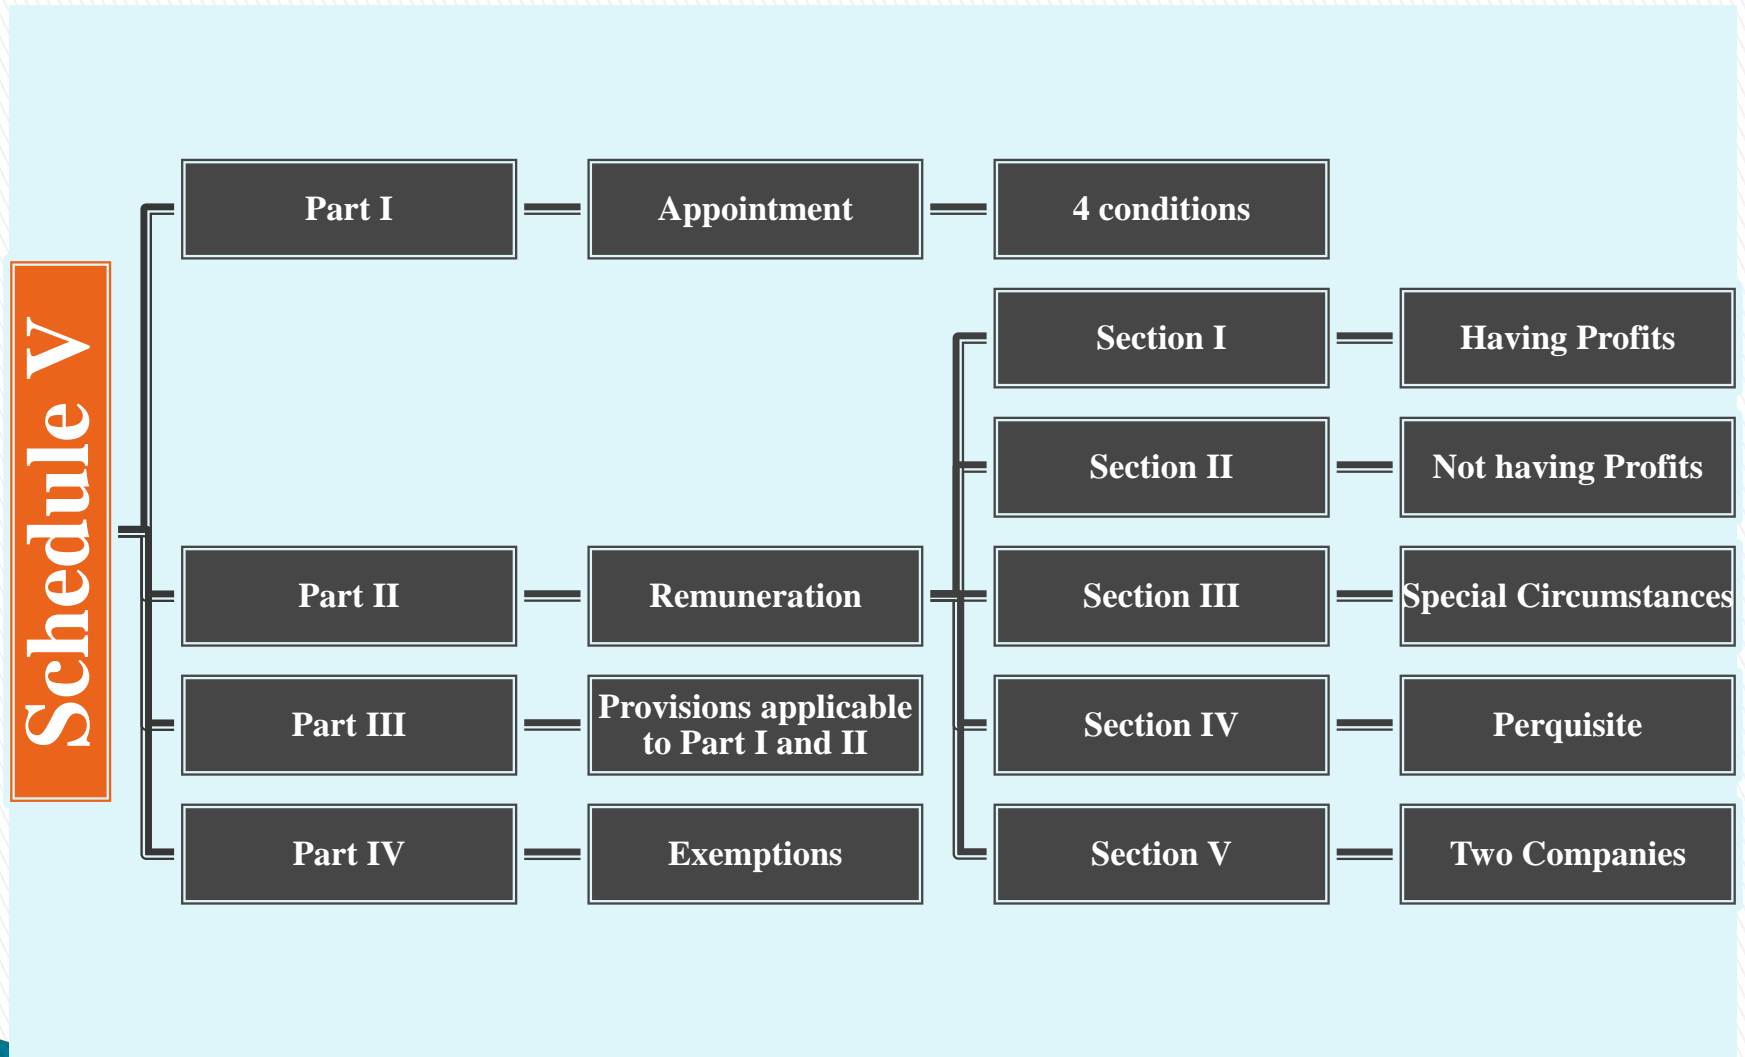 Schedule V
Part I
Appointment
4 conditions
Section I
Having Profits
Section II
Not having Profits
Part II
Remuneration
Section III
Special Circumstances
Part III
Provisions applicable
to Part I and II
Section IV
Perquisite
Part IV
Exemptions
Section V
Two Companies